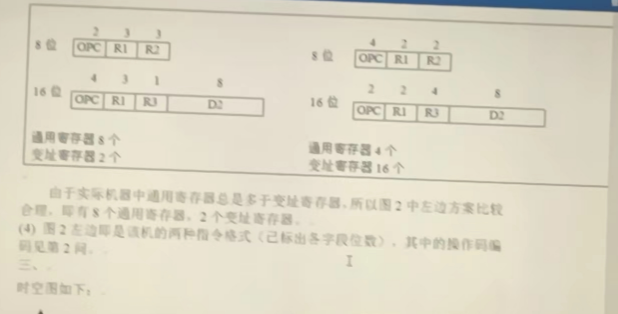 2 3 3
8 位 OPC R1 R2
4 3 1 8
16 位 OPC R1 R3 D2
通用寄存器 8 个
变址寄存器 2 个
4 2 2
8 位 OPC R1 R2
2 2 4 8
16 位 OPC R1 R3 D2
通用寄存器 4 个
变址寄存器 16 个
由于实际机器中通用寄存器总是多于变址寄存器,所以图 2 中左边方案比较
合理,即有 8 个通用寄存器,2 个变址寄存器。
(4) 图 2 左边即是该机的两种指令格式(已标出各字段位数),其中的操作码编
码见第 2 问。
三、
时空图如下: